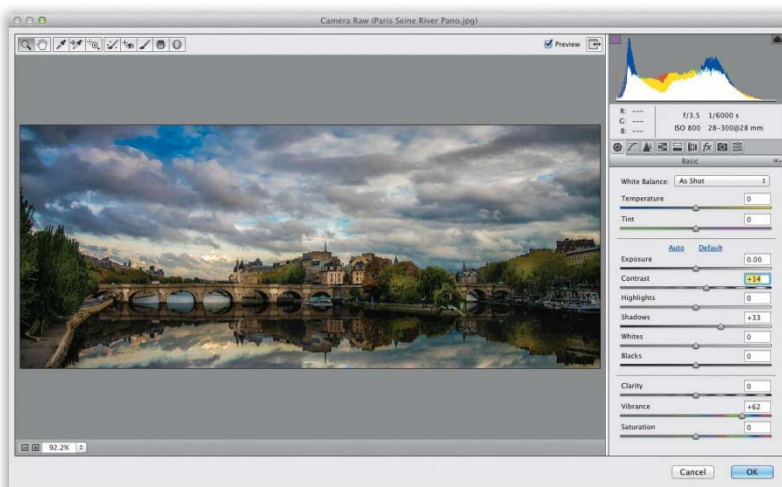 Camera Raw (Paris Seine River Pano.jpg)
Preview
R: ---
G: ---
B: ---
f/3.5 1/6000 s
ISO 800 28-300@28 mm
fx
Basic
White Balance: As Shot
Temperature 0
Tint 0
Auto Default
Exposure 0.00
Contrast +14
Highlights 0
Shadows +33
Whites 0
Blacks 0
Clarity 0
Vibrance +62
Saturation 0
92.2%
Cancel OK